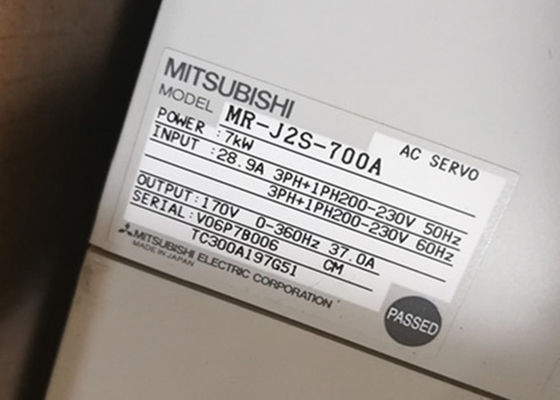 MITSUBISHI
AC SERVO
MODEL MR-J2S-700A
POWER :7kW
INPUT :28.9A 3PH+1PH200-230V 50Hz
3PH+1PH200-230V 60Hz
OUTPUT:170V 0-360Hz 37.0A
SERIAL:V06P7B006 CM
TC300A197G51
MITSUBISHI ELECTRIC CORPORATION
MADE IN JAPAN
PASSED